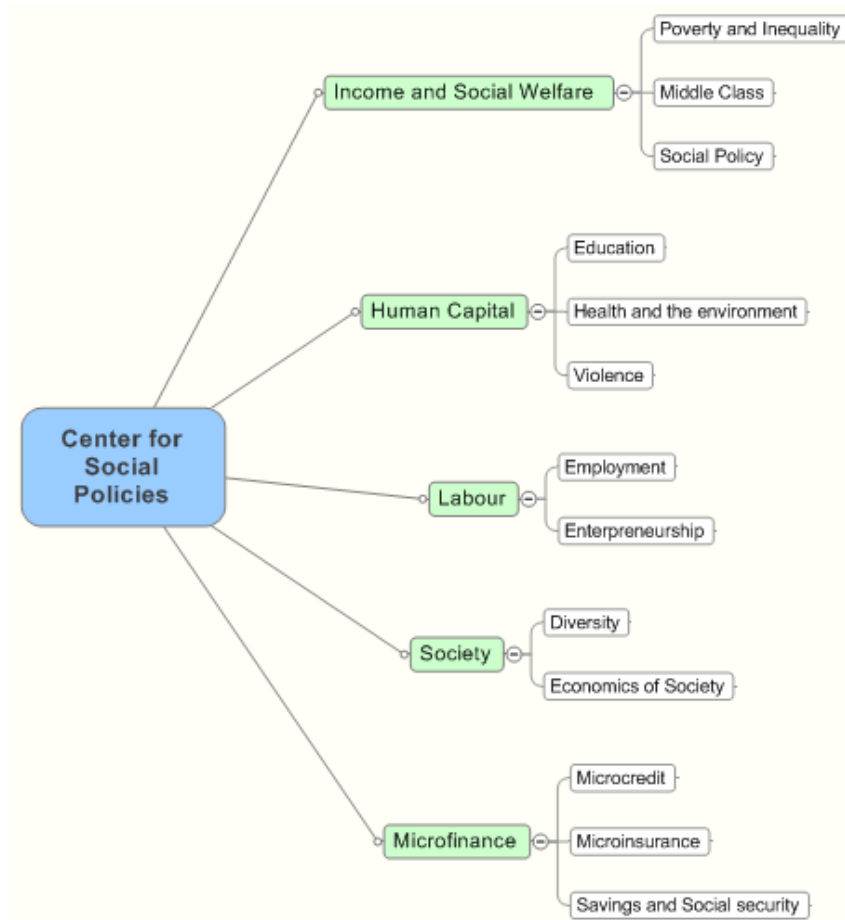 Poverty and Inequality
Income and Social Welfare
Middle Class
Social Policy
Education
Human Capital
Health and the environment
Violence
Center for
Social
Policies
Employment
Labour
Enterpreneurship
Diversity
Society
Economics of Society
Microcredit
Microfinance
Microinsurance
Savings and Social security